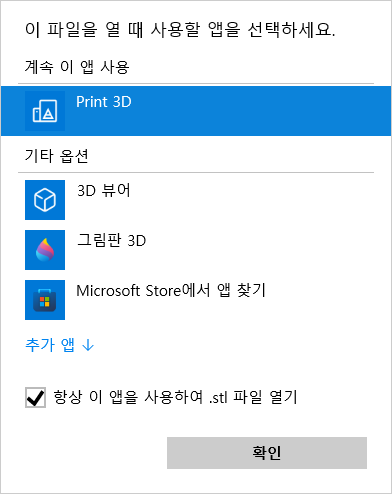 이 파일을 열 때 사용할 앱을 선택하세요.
계속 이 앱 사용
Print 3D
기타 옵션
3D 뷰어
그림판 3D
Microsoft Store에서 앱 찾기
추가 앱 ↓
항상 이 앱을 사용하여 .stl 파일 열기
확인